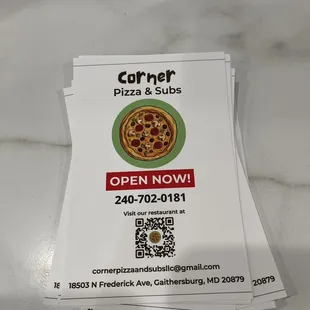 Corner
Pizza & Subs
OPEN NOW!
240-702-0181
Visit our restaurant at
cornerpizzaandsubsllc@gmail.com
18503 N Frederick Ave, Gaithersburg, MD 20879